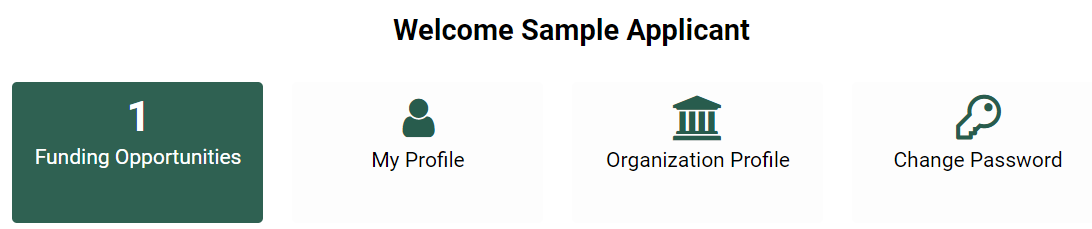 Welcome Sample Applicant
1
Funding Opportunities
My Profile
Organization Profile
Change Password